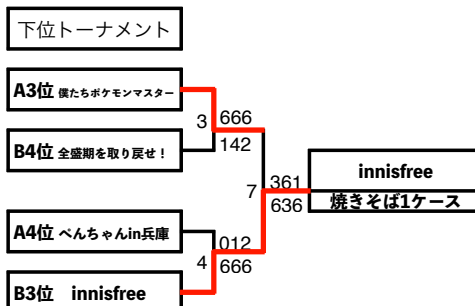 下位トーナメント
A3位 僕たちポケモンマスター
3
666
142
B4位 全盛期を取り戻せ！
7
361
636
innisfree
焼きそば1ケース
A4位 べんちゃんin兵庫
4
012
666
B3位 innisfree